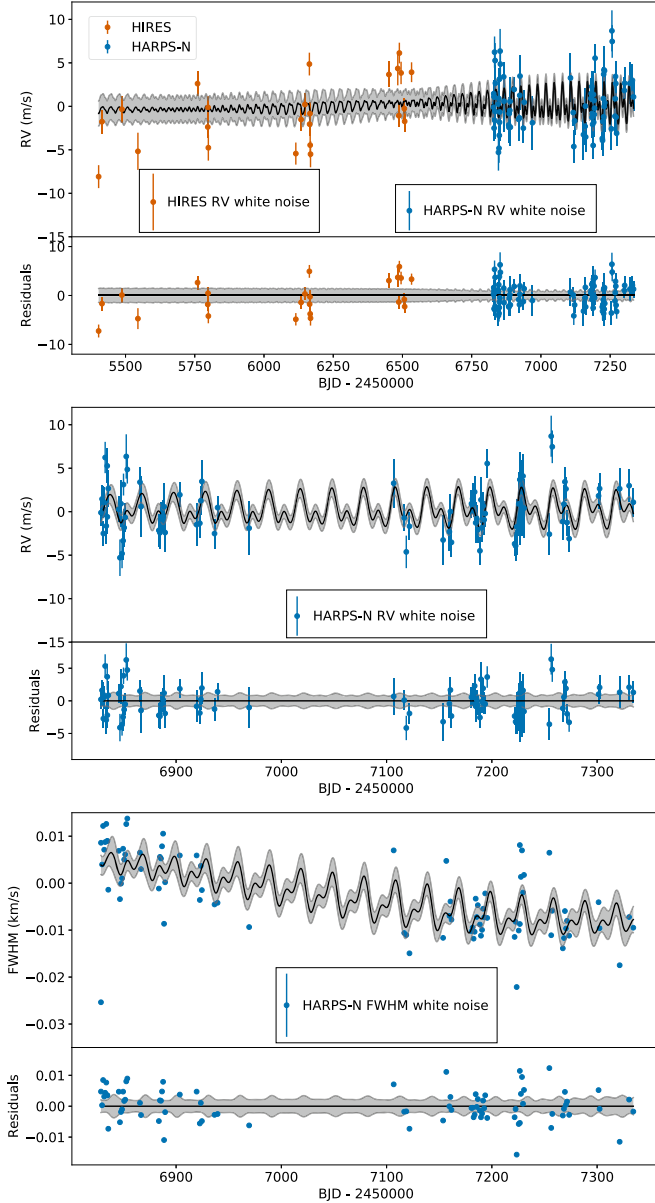 HIRES
HARPS-N
10
5
0
−5
−10
−15
RV (m/s)
HIRES RV white noise
HARPS-N RV white noise
10
0
−10
Residuals
5500 5750 6000 6250 6500 6750 7000 7250
BJD - 2450000
10
5
0
−5
−10
−15
RV (m/s)
HARPS-N RV white noise
5
0
−5
Residuals
6900 7000 7100 7200 7300
BJD - 2450000
0.01
0.00
−0.01
−0.02
−0.03
FWHM (km/s)
HARPS-N FWHM white noise
0.01
0.00
−0.01
Residuals
6900 7000 7100 7200 7300
BJD - 2450000